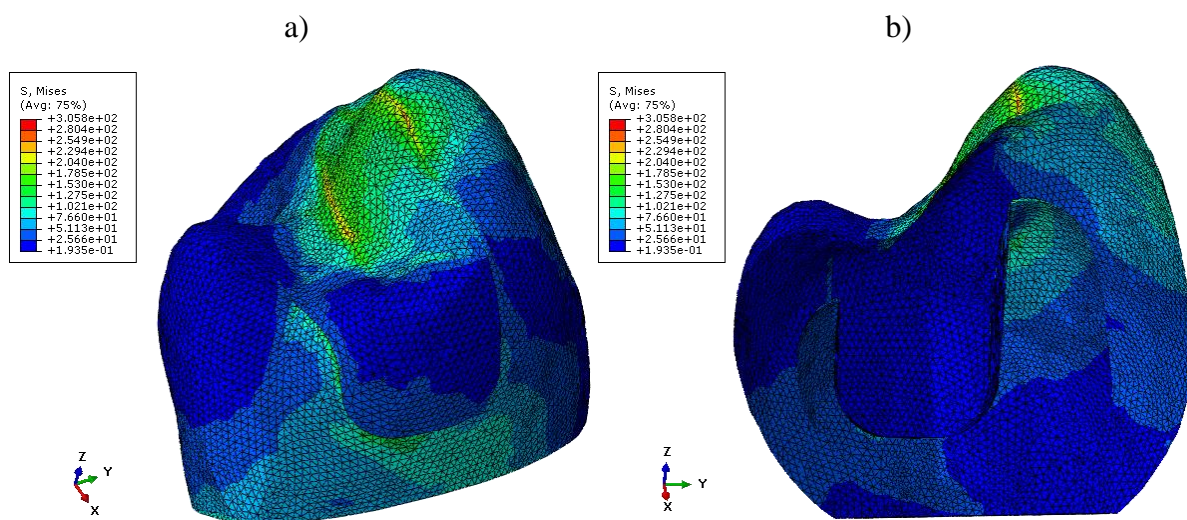 a)
b)
S, Mises
(Avg: 75%)
+3.058e+02
+2.804e+02
+2.549e+02
+2.294e+02
+2.040e+02
+1.785e+02
+1.530e+02
+1.275e+02
+1.021e+02
+7.660e+01
+5.113e+01
+2.566e+01
+1.935e-01
Z
Y
X
S, Mises
(Avg: 75%)
+3.058e+02
+2.804e+02
+2.549e+02
+2.294e+02
+2.040e+02
+1.785e+02
+1.530e+02
+1.275e+02
+1.021e+02
+7.660e+01
+5.113e+01
+2.566e+01
+1.935e-01
Z
Y
X